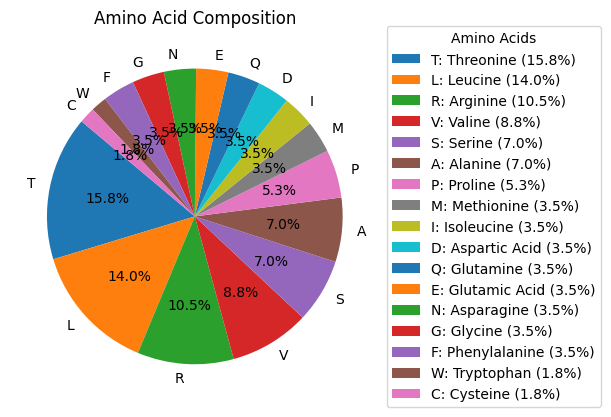 Amino Acid Composition
T
L
R
V
S
A
P
M
I
D
Q
E
N
G
F
W
C
15.8%
14.0%
10.5%
8.8%
7.0%
7.0%
5.3%
3.5%
3.5%
3.5%
3.5%
3.5%
3.5%
3.5%
3.5%
1.8%
1.8%
Amino Acids
T: Threonine (15.8%)
L: Leucine (14.0%)
R: Arginine (10.5%)
V: Valine (8.8%)
S: Serine (7.0%)
A: Alanine (7.0%)
P: Proline (5.3%)
M: Methionine (3.5%)
I: Isoleucine (3.5%)
D: Aspartic Acid (3.5%)
Q: Glutamine (3.5%)
E: Glutamic Acid (3.5%)
N: Asparagine (3.5%)
G: Glycine (3.5%)
F: Phenylalanine (3.5%)
W: Tryptophan (1.8%)
C: Cysteine (1.8%)